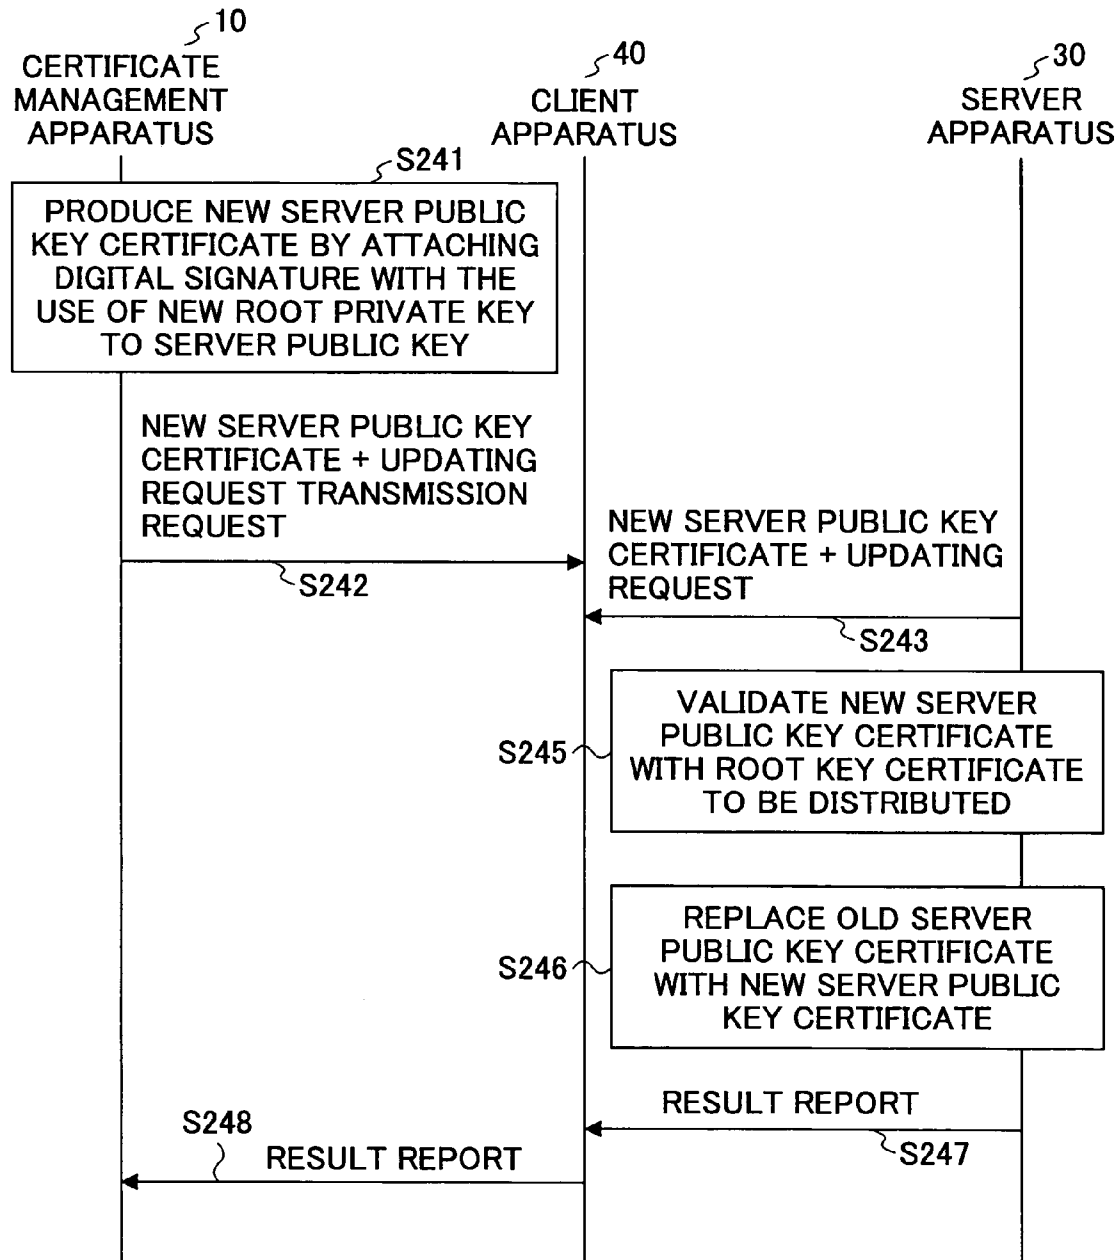 10
CERTIFICATE
MANAGEMENT
APPARATUS
40
CLIENT
APPARATUS
30
SERVER
APPARATUS
S241
PRODUCE NEW SERVER PUBLIC
KEY CERTIFICATE BY ATTACHING
DIGITAL SIGNATURE WITH THE
USE OF NEW ROOT PRIVATE KEY
TO SERVER PUBLIC KEY
NEW SERVER PUBLIC KEY
CERTIFICATE + UPDATING
REQUEST TRANSMISSION
REQUEST
S242
NEW SERVER PUBLIC KEY
CERTIFICATE + UPDATING
REQUEST
S243
S245
VALIDATE NEW SERVER
PUBLIC KEY CERTIFICATE
WITH ROOT KEY CERTIFICATE
TO BE DISTRIBUTED
S246
REPLACE OLD SERVER
PUBLIC KEY CERTIFICATE
WITH NEW SERVER PUBLIC
KEY CERTIFICATE
RESULT REPORT
S247
S248
RESULT REPORT